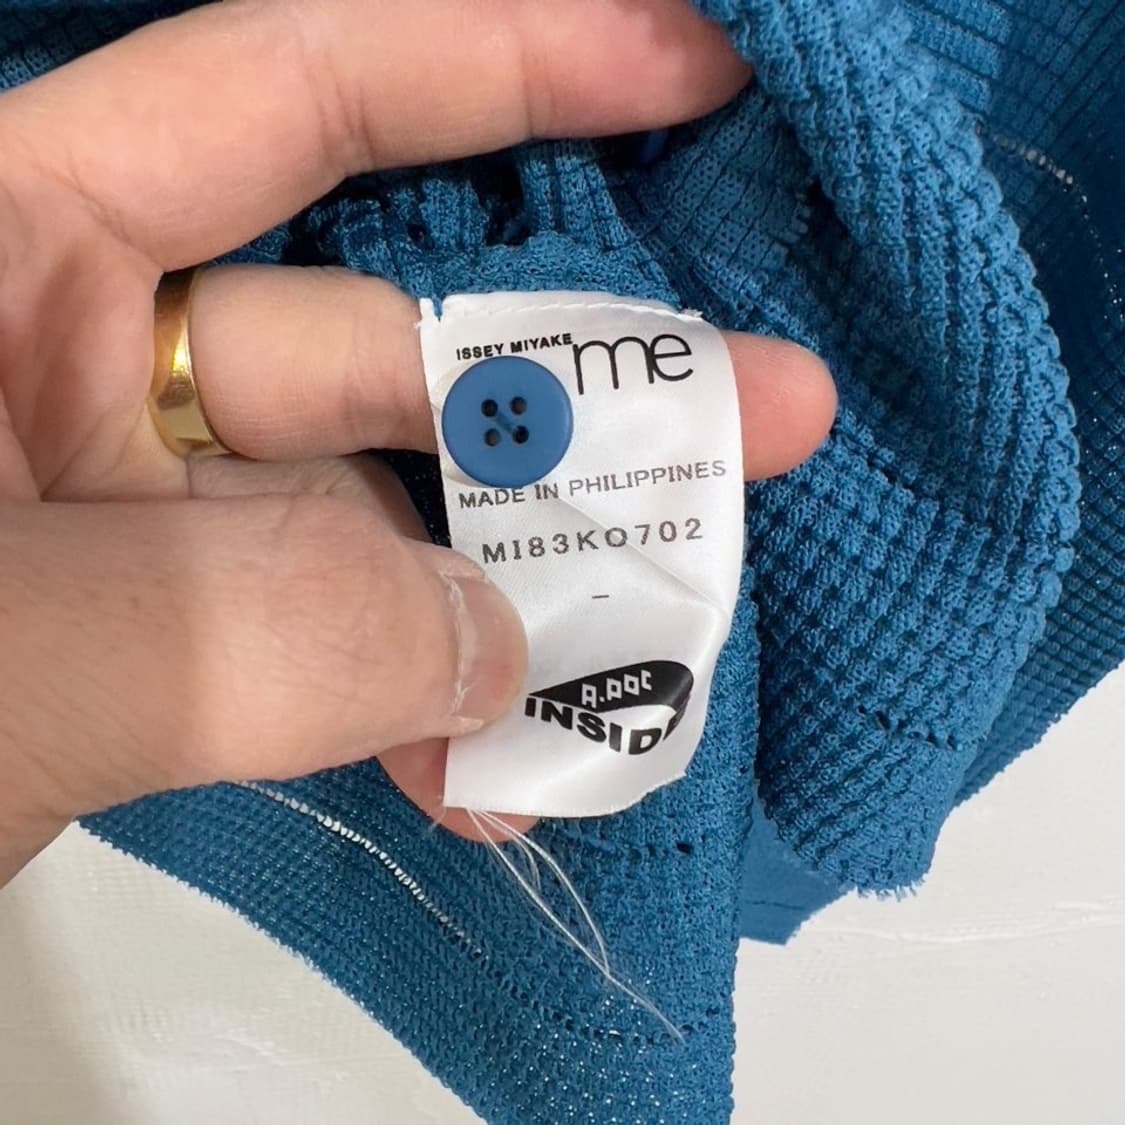 ISSEY MIYAKE me
MADE IN PHILIPPINES
MI83KO702
–
A.POC
INSIDE